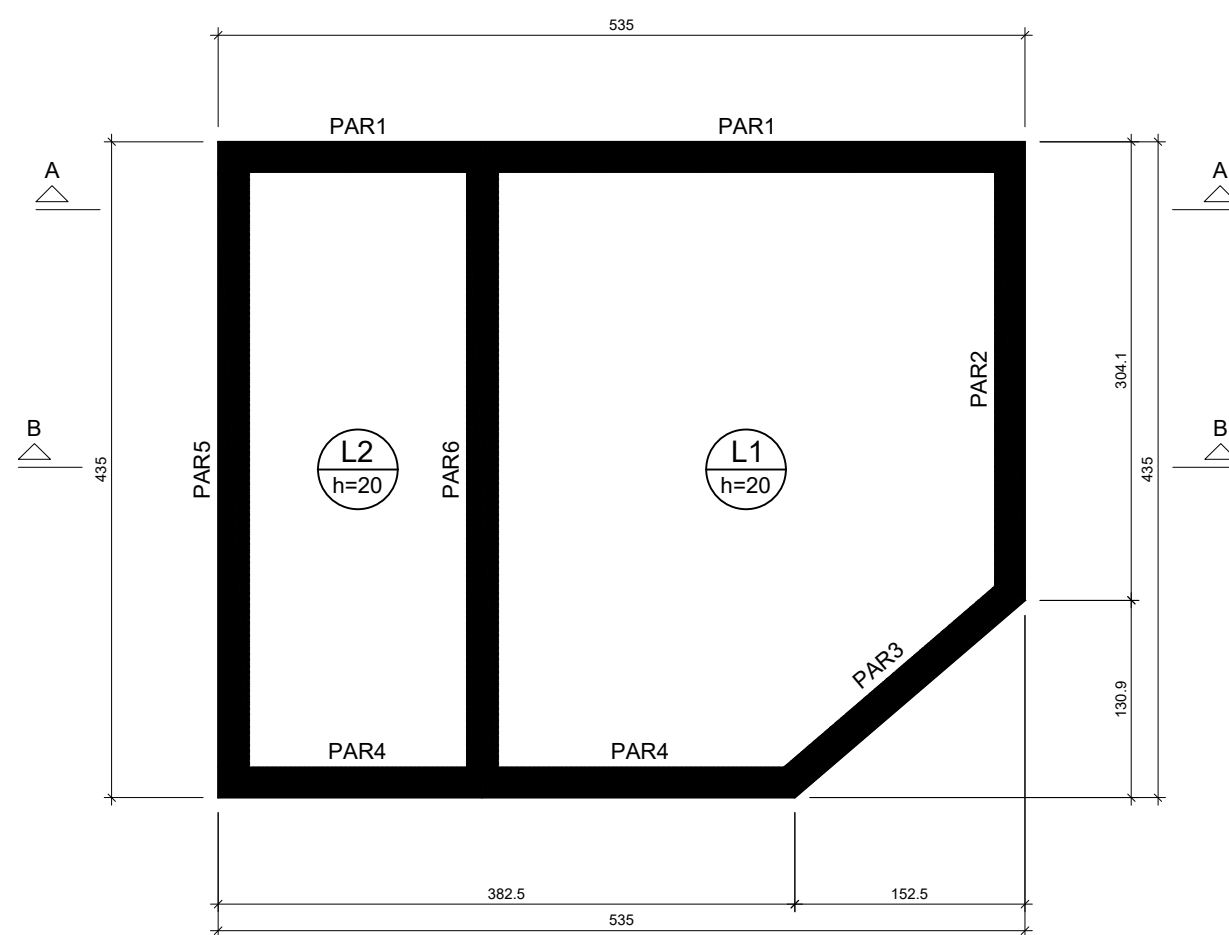 535
PAR1 PAR1
A A
PAR2
304.1
B B
435
PAR5
L2
h=20
PAR6
L1
h=20
435
PAR3
130.9
PAR4 PAR4
382.5 152.5
535